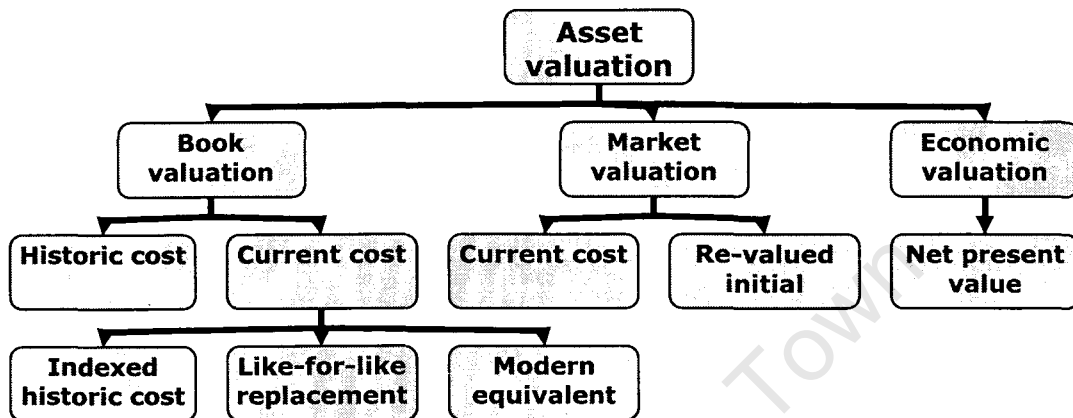 Asset
valuation
Book
valuation
Market
valuation
Economic
valuation
Historic cost
Current cost
Current cost
Re-valued
initial
Net present
value
Indexed
historic cost
Like-for-like
replacement
Modern
equivalent
Town